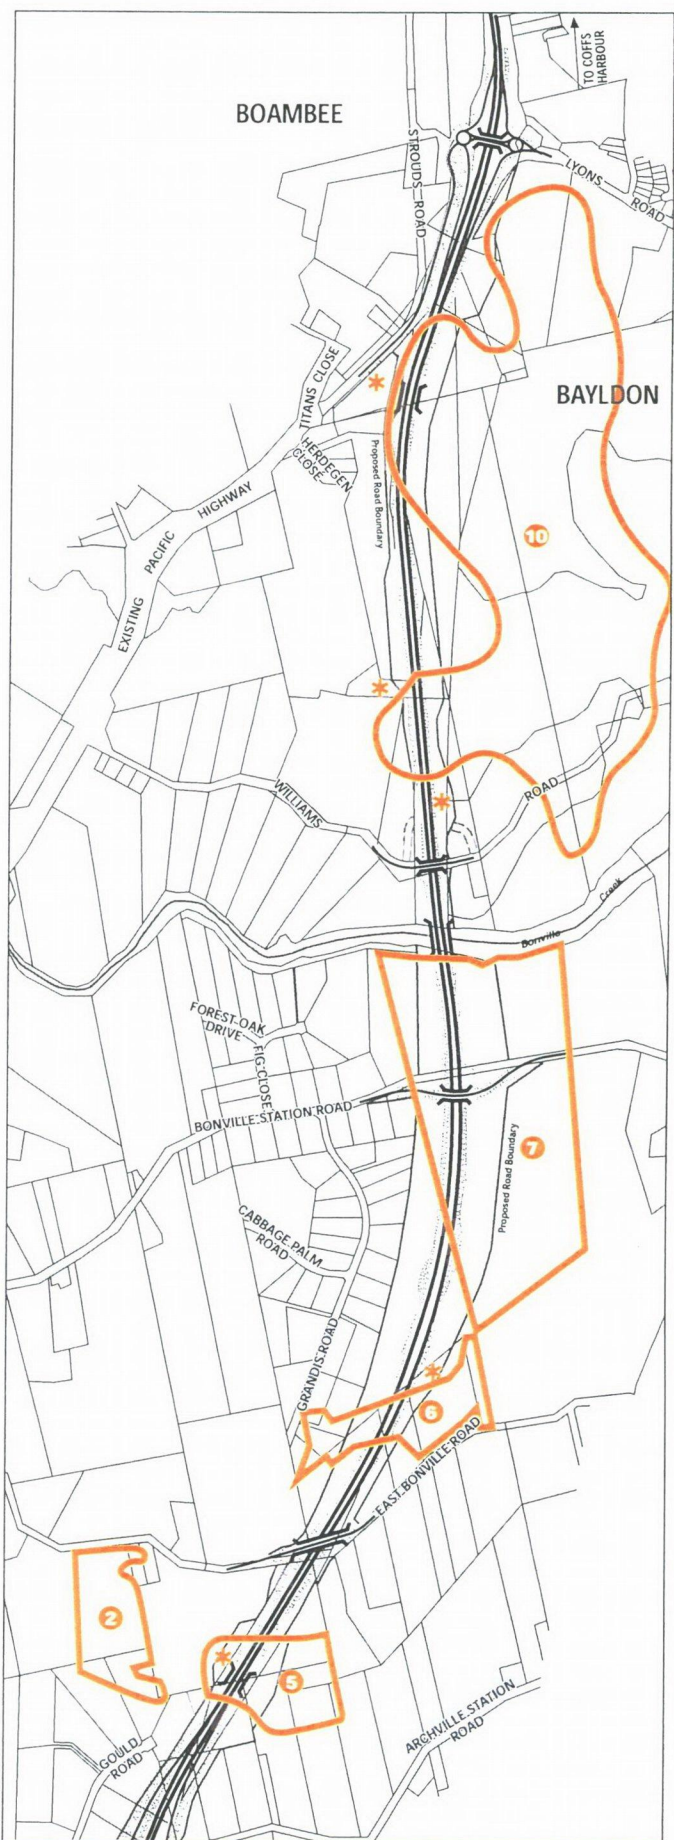 TO COFFS
HARBOUR
BOAMBEE
STROUDS ROAD
LYONS
ROAD
TITANS CLOSE
BAYLDON
HERDEGEN
CLOSE
Proposed Road Boundary
HIGHWAY
PACIFIC
EXISTING
10
WILLIAMS
ROAD
Creek
Bonville
FOREST OAK
DRIVE
FIG CLOSE
BONVILLE STATION ROAD
7
Proposed Road Boundary
CABBAGE PALM
ROAD
GRANDIS ROAD
6
EAST BONVILLE ROAD
2
5
ARCHVILLE STATION
ROAD
GOULD
ROAD